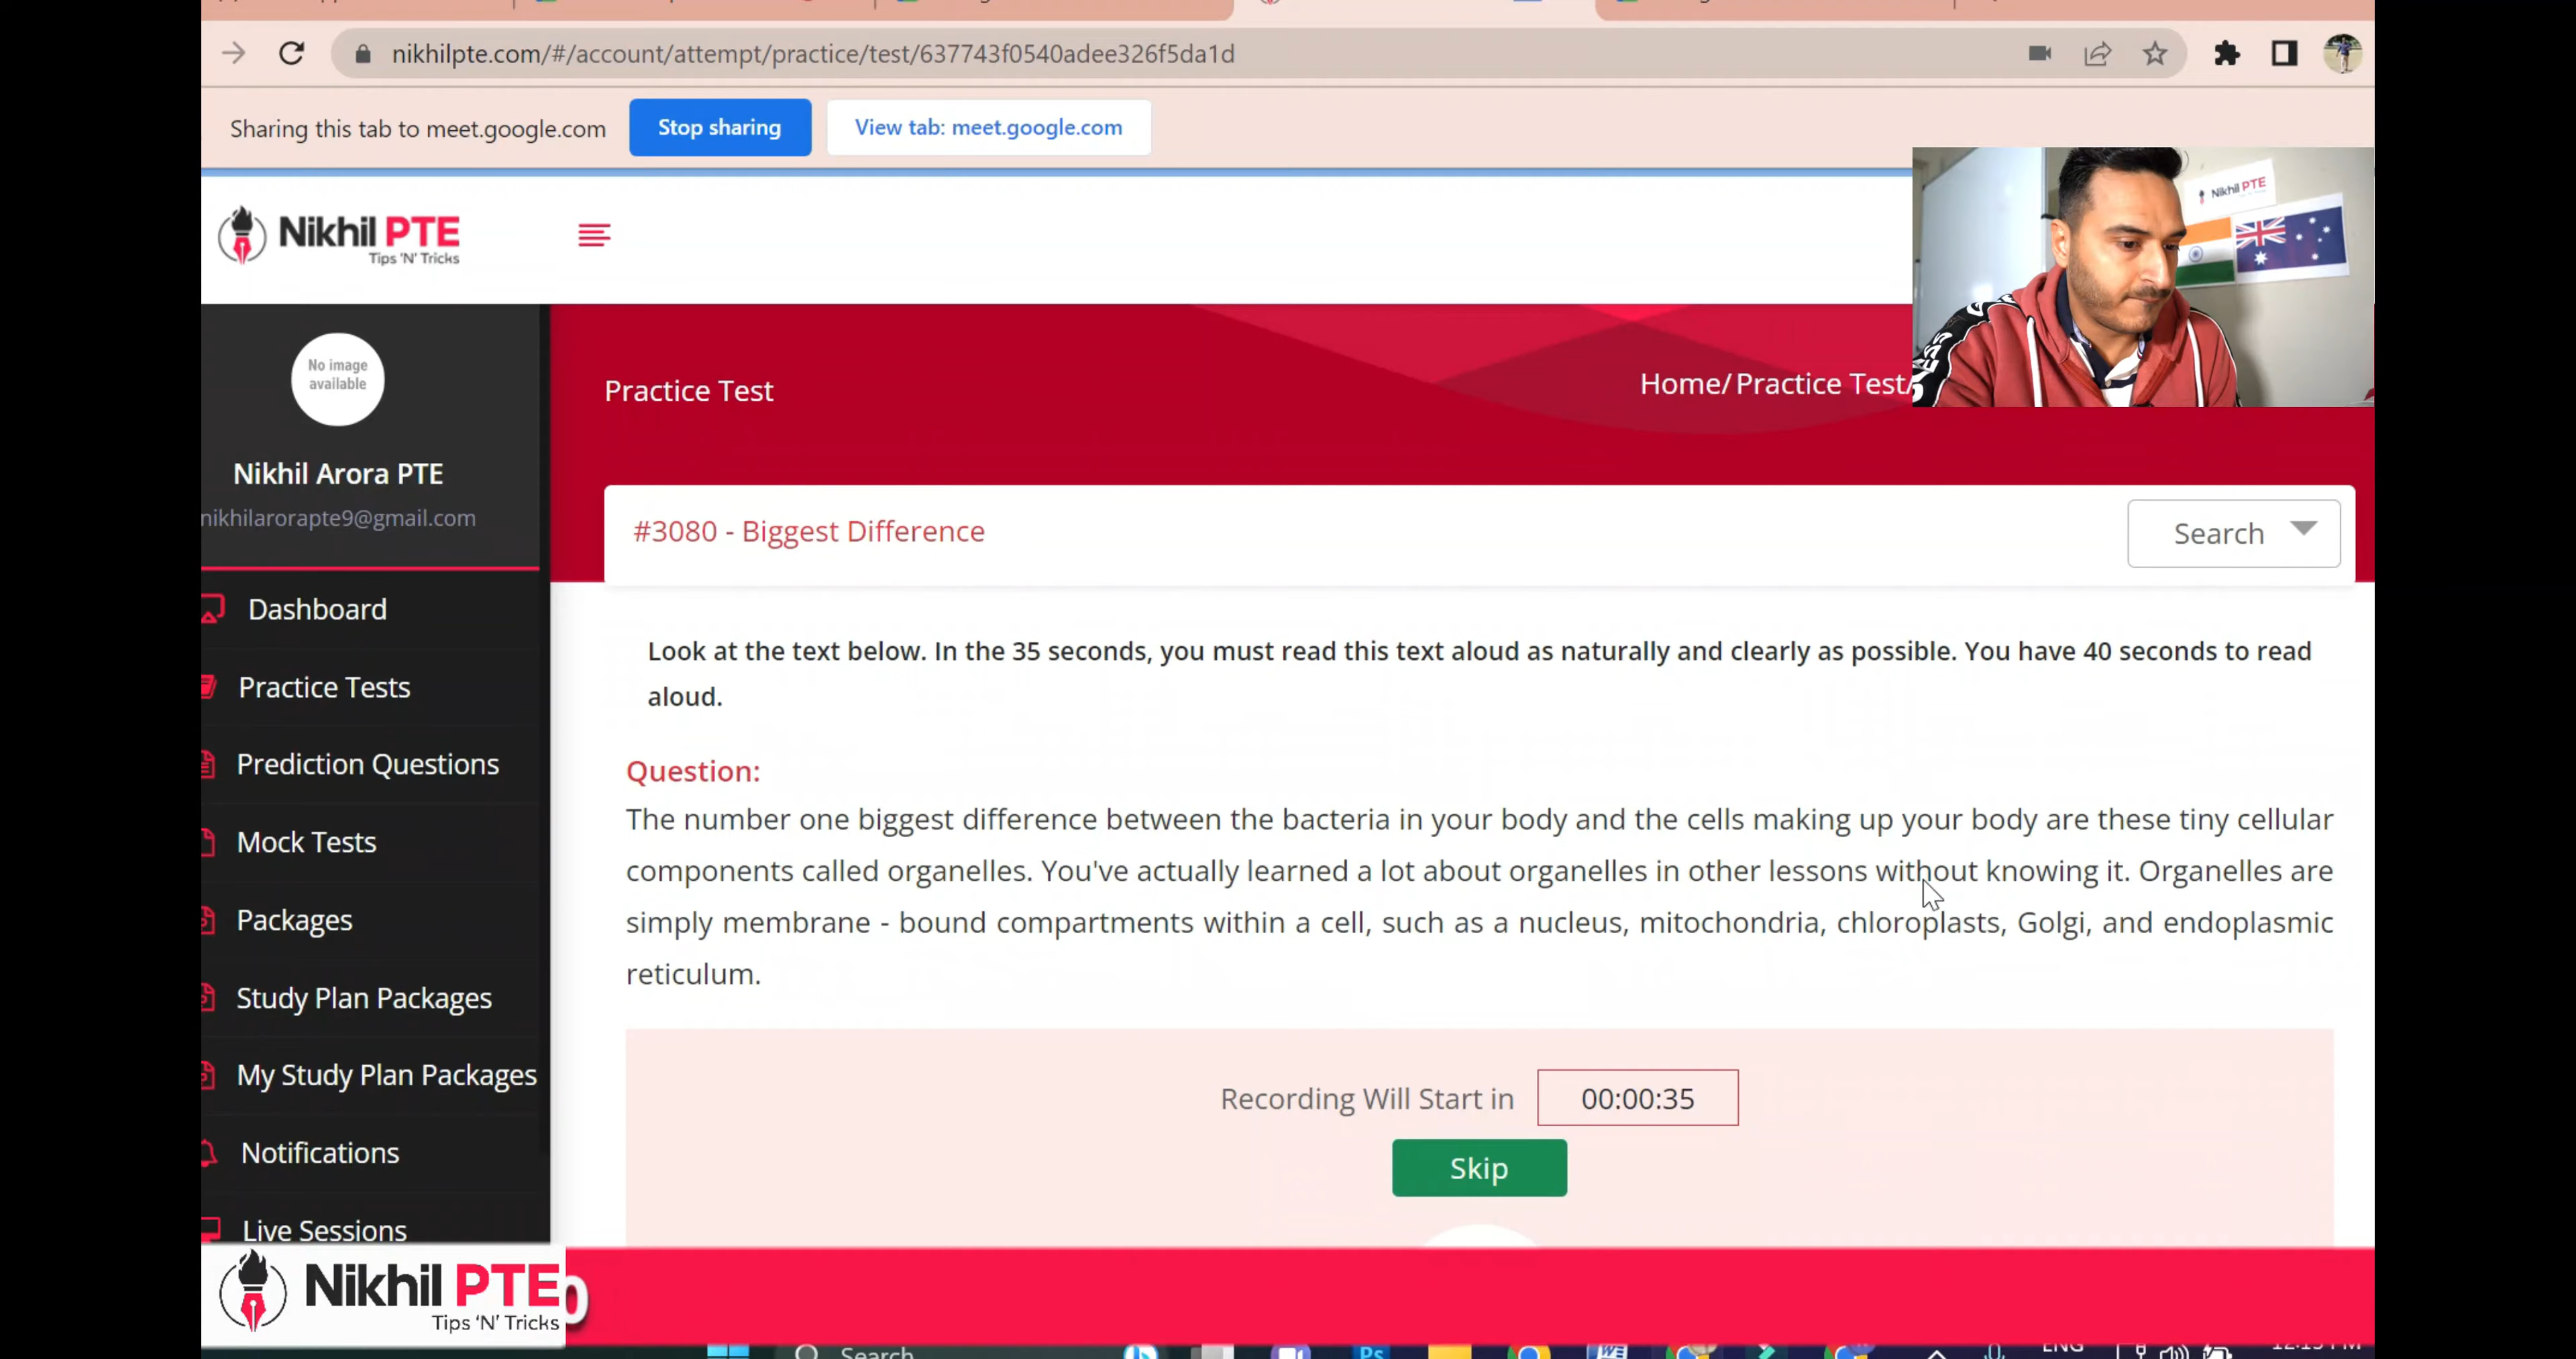 nikhilpte.com/#/account/attempt/practice/test/637743f0540adee326f5da1d
Sharing this tab to meet.google.com
Stop sharing
View tab: meet.google.com
Nikhil PTE
Tips 'N' Tricks
Nikhil PTE
No image
available
Nikhil Arora PTE
nikhilarorapte9@gmail.com
Practice Test
Home/ Practice Test/
#3080 - Biggest Difference
Search
Dashboard
Practice Tests
Prediction Questions
Mock Tests
Packages
Study Plan Packages
My Study Plan Packages
Notifications
Live Sessions
Look at the text below. In the 35 seconds, you must read this text aloud as naturally and clearly as possible. You have 40 seconds to read
aloud.
Question:
The number one biggest difference between the bacteria in your body and the cells making up your body are these tiny cellular
components called organelles. You've actually learned a lot about organelles in other lessons without knowing it. Organelles are
simply membrane - bound compartments within a cell, such as a nucleus, mitochondria, chloroplasts, Golgi, and endoplasmic
reticulum.
Recording Will Start in
00:00:35
Skip
Nikhil PTE
Tips 'N' Tricks
0
Search
Ps
ENG